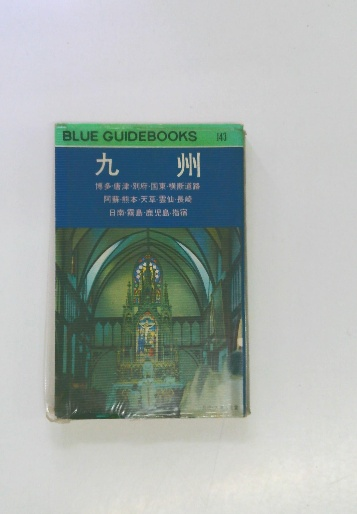 BLUE GUIDEBOOKS 143
九 州
博多・唐津・別府・国東・横断道路
阿蘇・熊本・天草・雲仙・長崎
日南・霧島・鹿児島・指宿